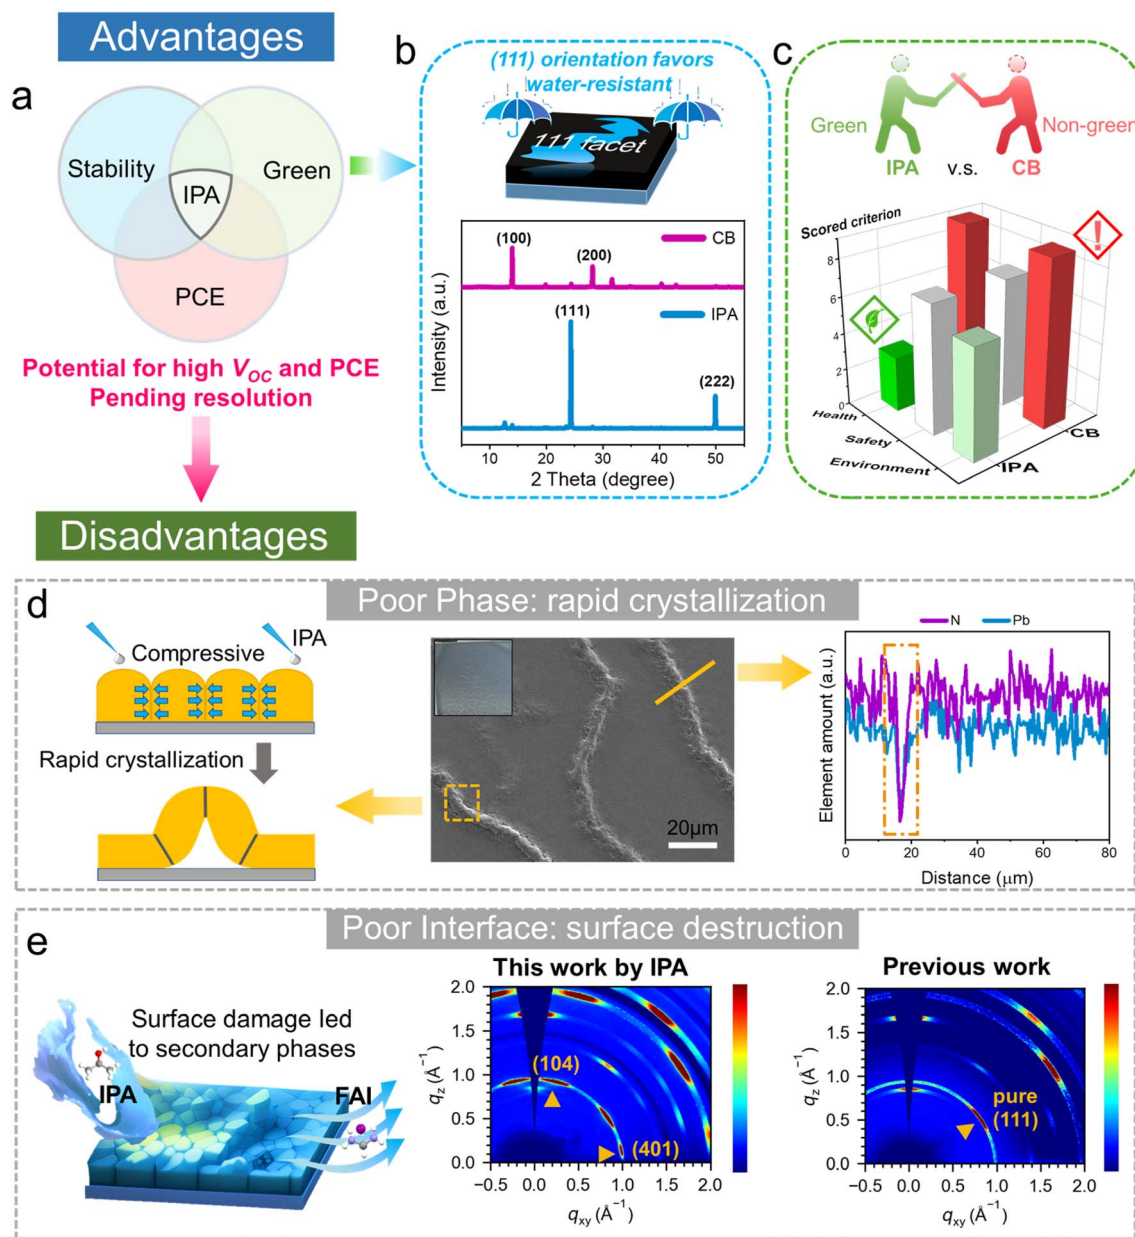 Advantages
a
Stability
Green
IPA
PCE
Potential for high V_OC and PCE
Pending resolution
b
(111) orientation favors
water-resistant
111 facet
(100)
(200)
CB
(111)
IPA
(222)
Intensity (a.u.)
10 20 30 40 50
2 Theta (degree)
c
Green
Non-green
IPA v.s. CB
Scored criterion
8
6
4
2
0
Health
Safety
Environment
IPA
CB
!
Disadvantages
d
Poor Phase: rapid crystallization
IPA
Compressive
Rapid crystallization
20μm
N Pb
Element amount (a.u.)
0 20 40 60 80
Distance (μm)
e
Poor Interface: surface destruction
Surface damage led
to secondary phases
IPA
FAI
This work by IPA
2.0
1.5
1.0
0.5
0.0
q_z (Å⁻¹)
(104)
(401)
−0.5 0.0 0.5 1.0 1.5 2.0
q_xy (Å⁻¹)
Previous work
2.0
1.5
1.0
0.5
0.0
q_z (Å⁻¹)
pure
(111)
−0.5 0.0 0.5 1.0 1.5 2.0
q_xy (Å⁻¹)